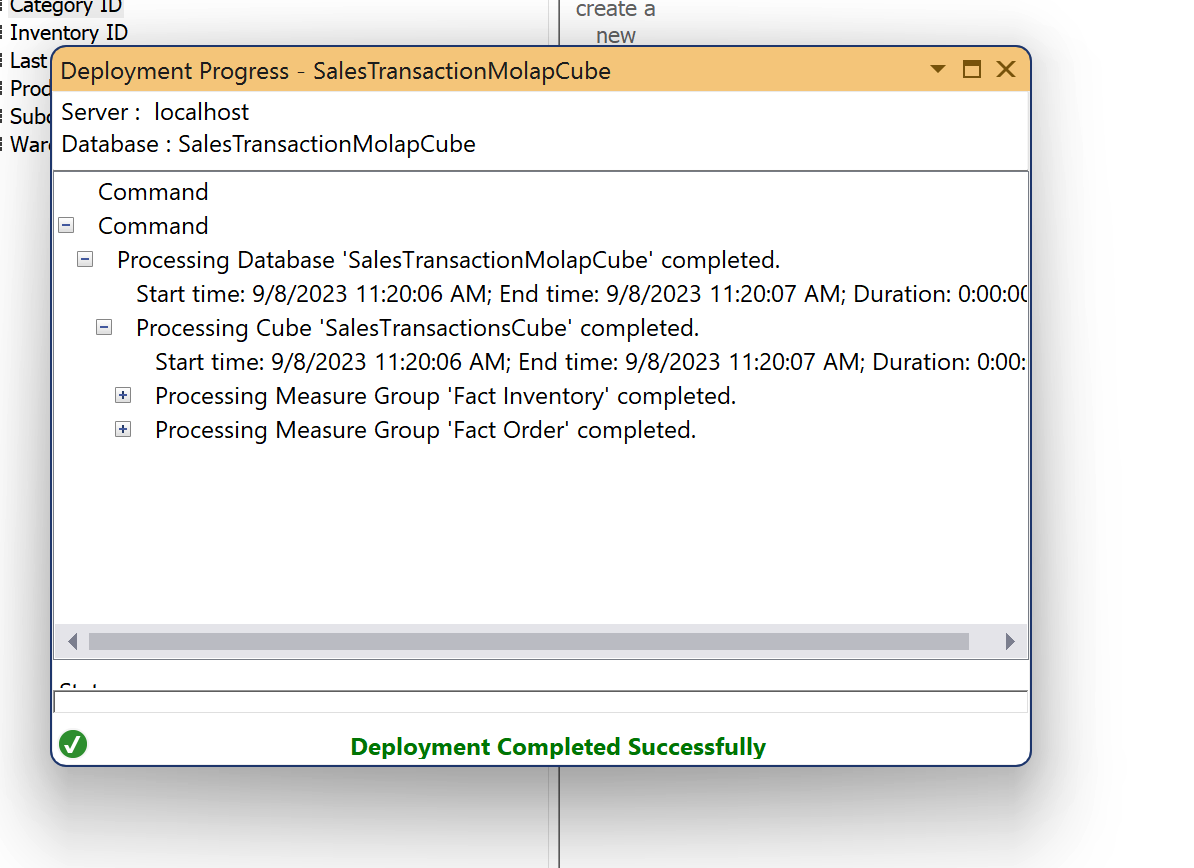 Category ID
Inventory ID
Last
Prod
Subc
Ware
create a
new
Deployment Progress - SalesTransactionMolapCube
Server : localhost
Database : SalesTransactionMolapCube
Command
Command
Processing Database 'SalesTransactionMolapCube' completed.
Start time: 9/8/2023 11:20:06 AM; End time: 9/8/2023 11:20:07 AM; Duration: 0:00:00
Processing Cube 'SalesTransactionsCube' completed.
Start time: 9/8/2023 11:20:06 AM; End time: 9/8/2023 11:20:07 AM; Duration: 0:00:
Processing Measure Group 'Fact Inventory' completed.
Processing Measure Group 'Fact Order' completed.
Deployment Completed Successfully